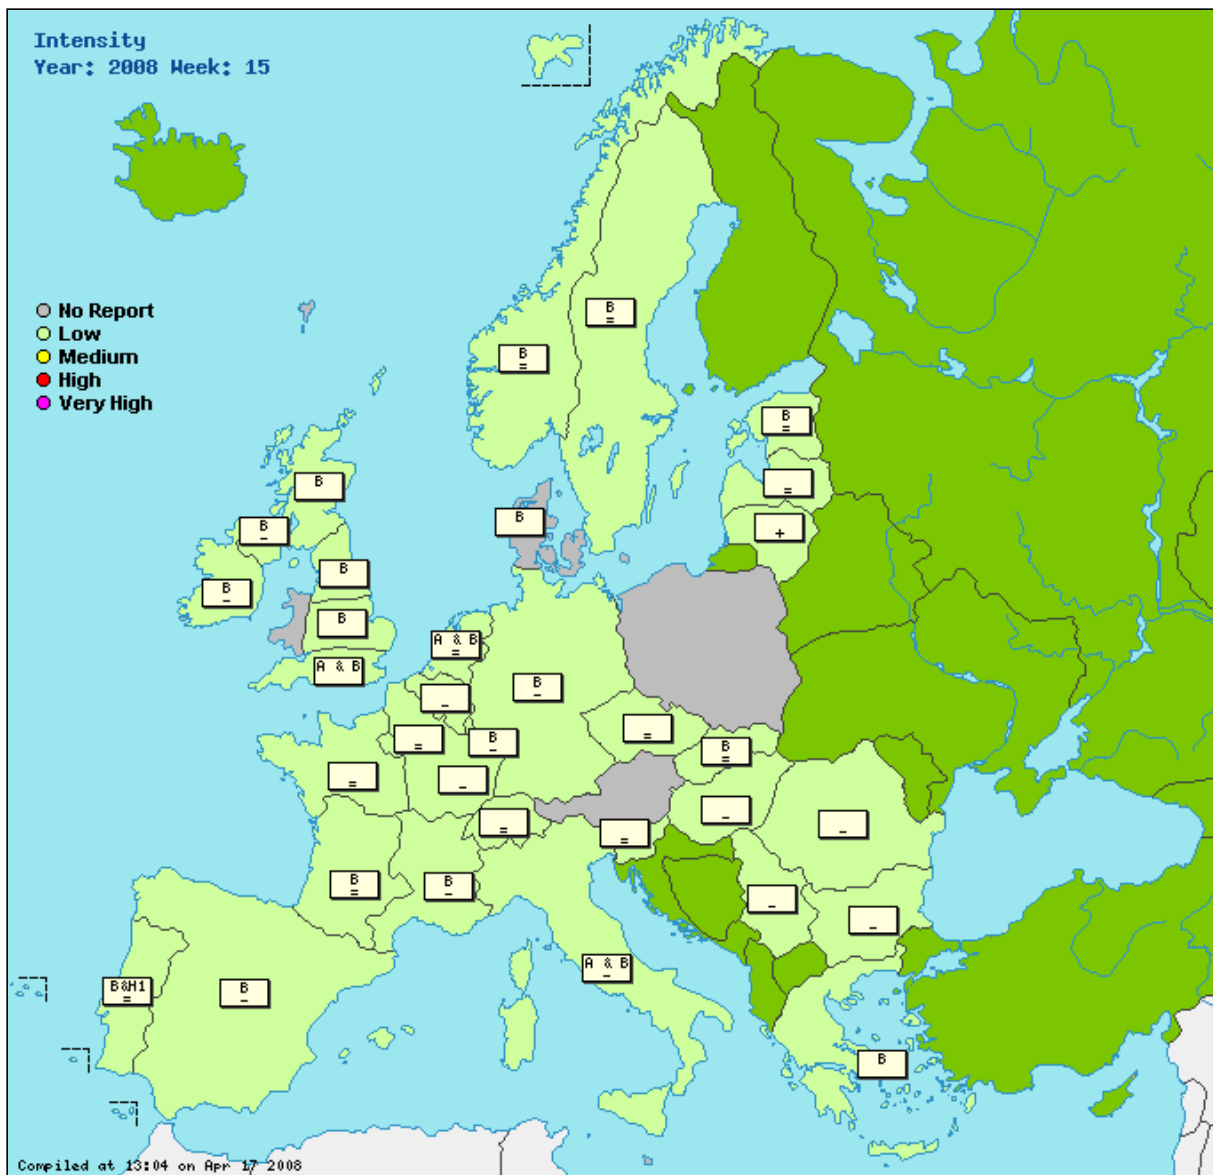 Intensity
Year: 2008 Week: 15
No Report
Low
Medium
High
Very High
B
=
B
=
B
=
=
+
B
B
B
–
B
B
–
B
A & B
A & B
=
B
–
–
=
B
–
=
B
=
=
–
–
=
=
–
B
=
B
–
–
–
A & B
–
B&H1
=
B
–
B
Compiled at 13:04 on Apr 17 2008